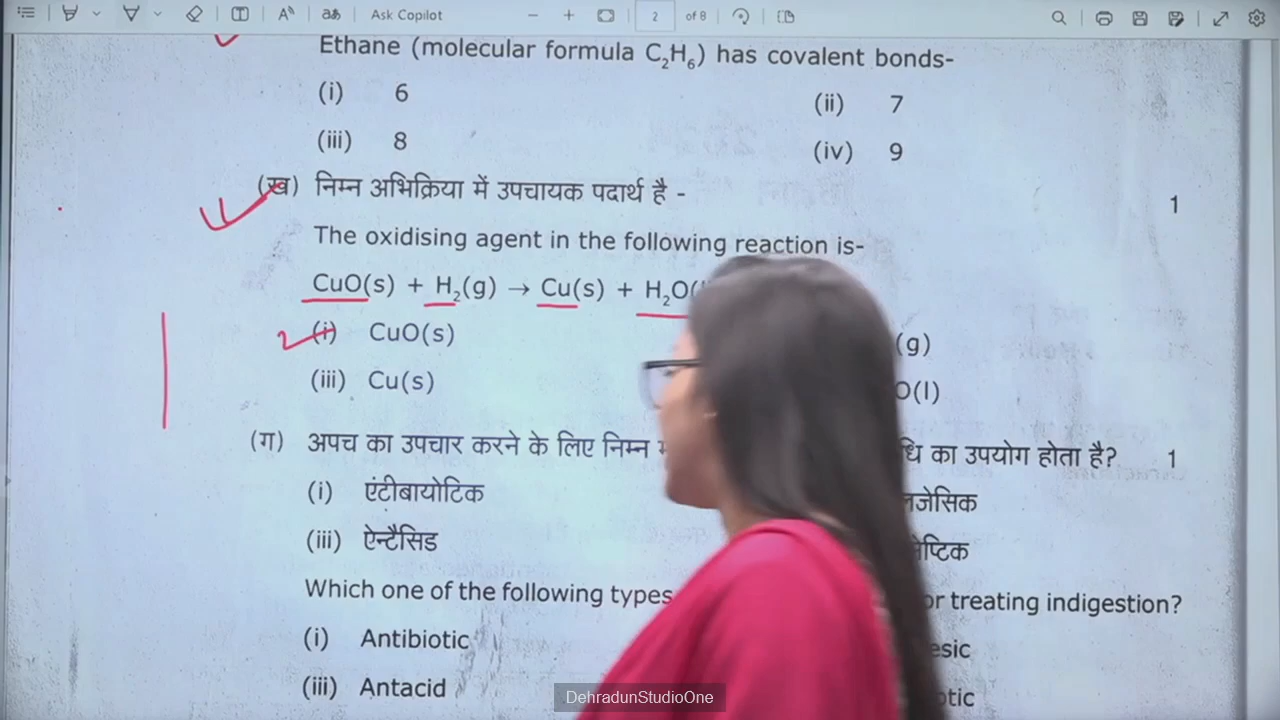 Ask Copilot
2 of 8
Ethane (molecular formula C₂H₆) has covalent bonds-
(i) 6 (ii) 7
(iii) 8 (iv) 9
(ख) निम्न अभिक्रिया में उपचायक पदार्थ है - 1
The oxidising agent in the following reaction is-
CuO(s) + H₂(g) → Cu(s) + H₂O(
(i) CuO(s) (g)
(iii) Cu(s) O(l)
(ग) अपच का उपचार करने के लिए निम्न का उपयोग होता है? 1
(i) एंटीबायोटिक
(iii) ऐन्टैसिड
Which one of the following types for treating indigestion?
(i) Antibiotic
(iii) Antacid
DehradunStudioOne